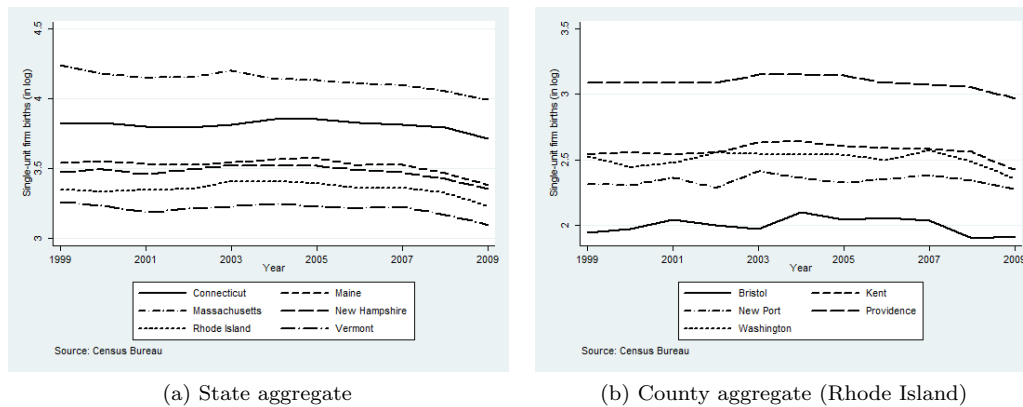 4.5
4
3.5
3
Single-unit firm births (in log)
1999 2001 2003 2005 2007 2009
Year
Connecticut Maine
Massachusetts New Hampshire
Rhode Island Vermont
Source: Census Bureau
(a) State aggregate
3.5
3
2.5
2
Single-unit firm births (in log)
1999 2001 2003 2005 2007 2009
Year
Bristol Kent
New Port Providence
Washington
Source: Census Bureau
(b) County aggregate (Rhode Island)